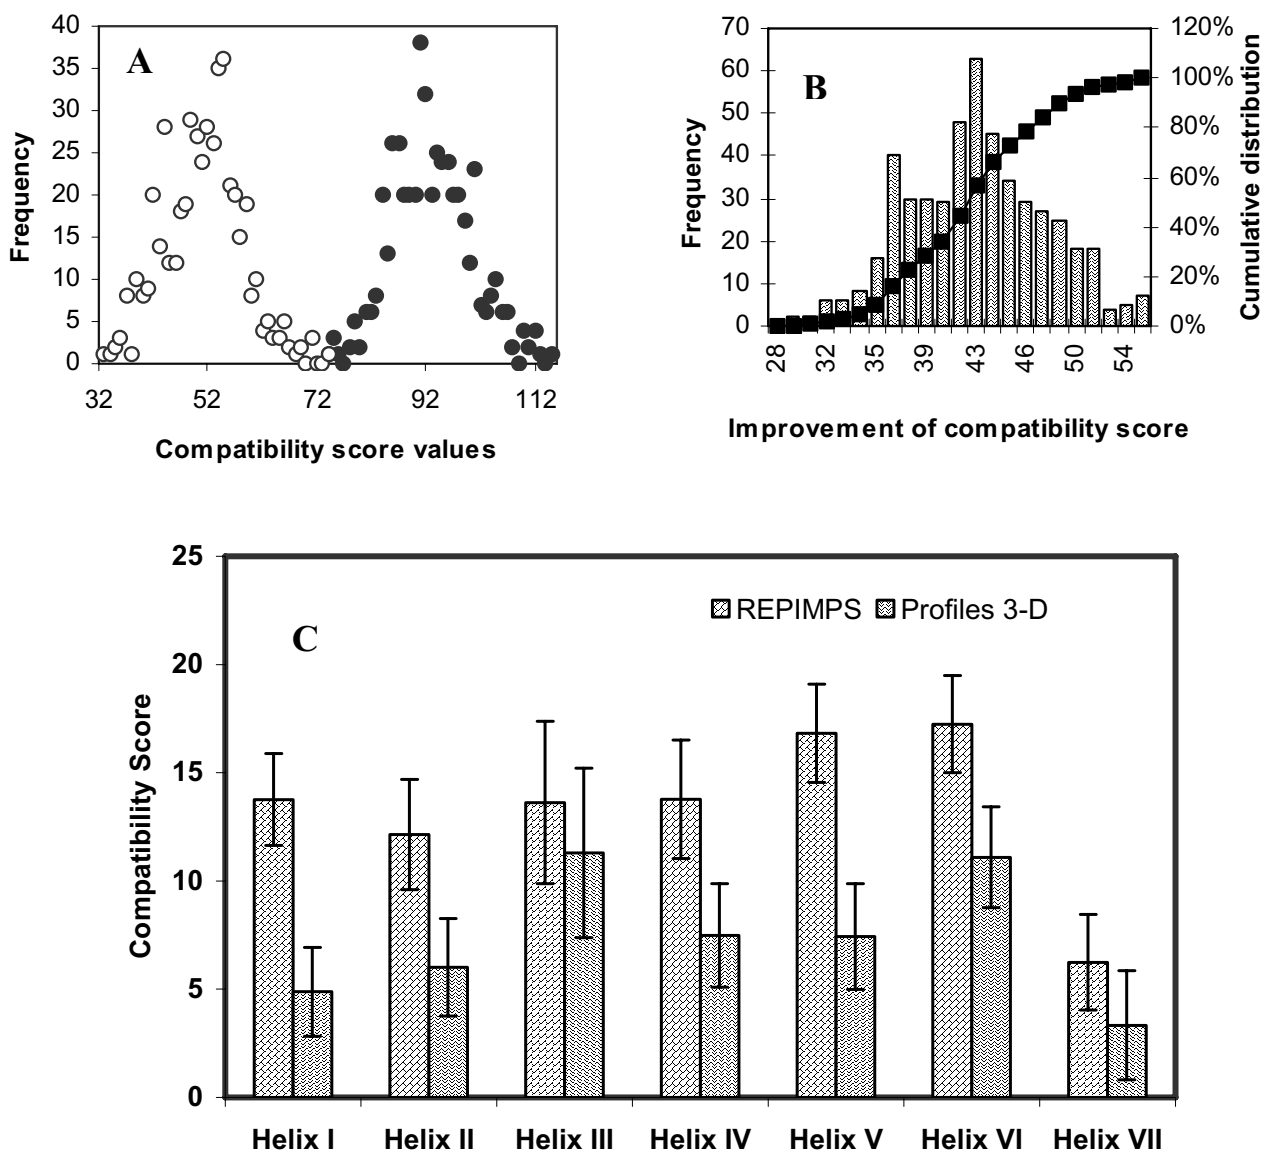 A
40
35
30
25
20
15
10
5
0
Frequency
32 52 72 92 112
Compatibility score values
B
70
60
50
40
30
20
10
0
Frequency
120%
100%
80%
60%
40%
20%
0%
Cumulative distribution
28 32 35 39 43 46 50 54
Improvement of compatibility score
C
REPIMPS Profiles 3-D
25
20
15
10
5
0
Compatibility Score
Helix I Helix II Helix III Helix IV Helix V Helix VI Helix VII